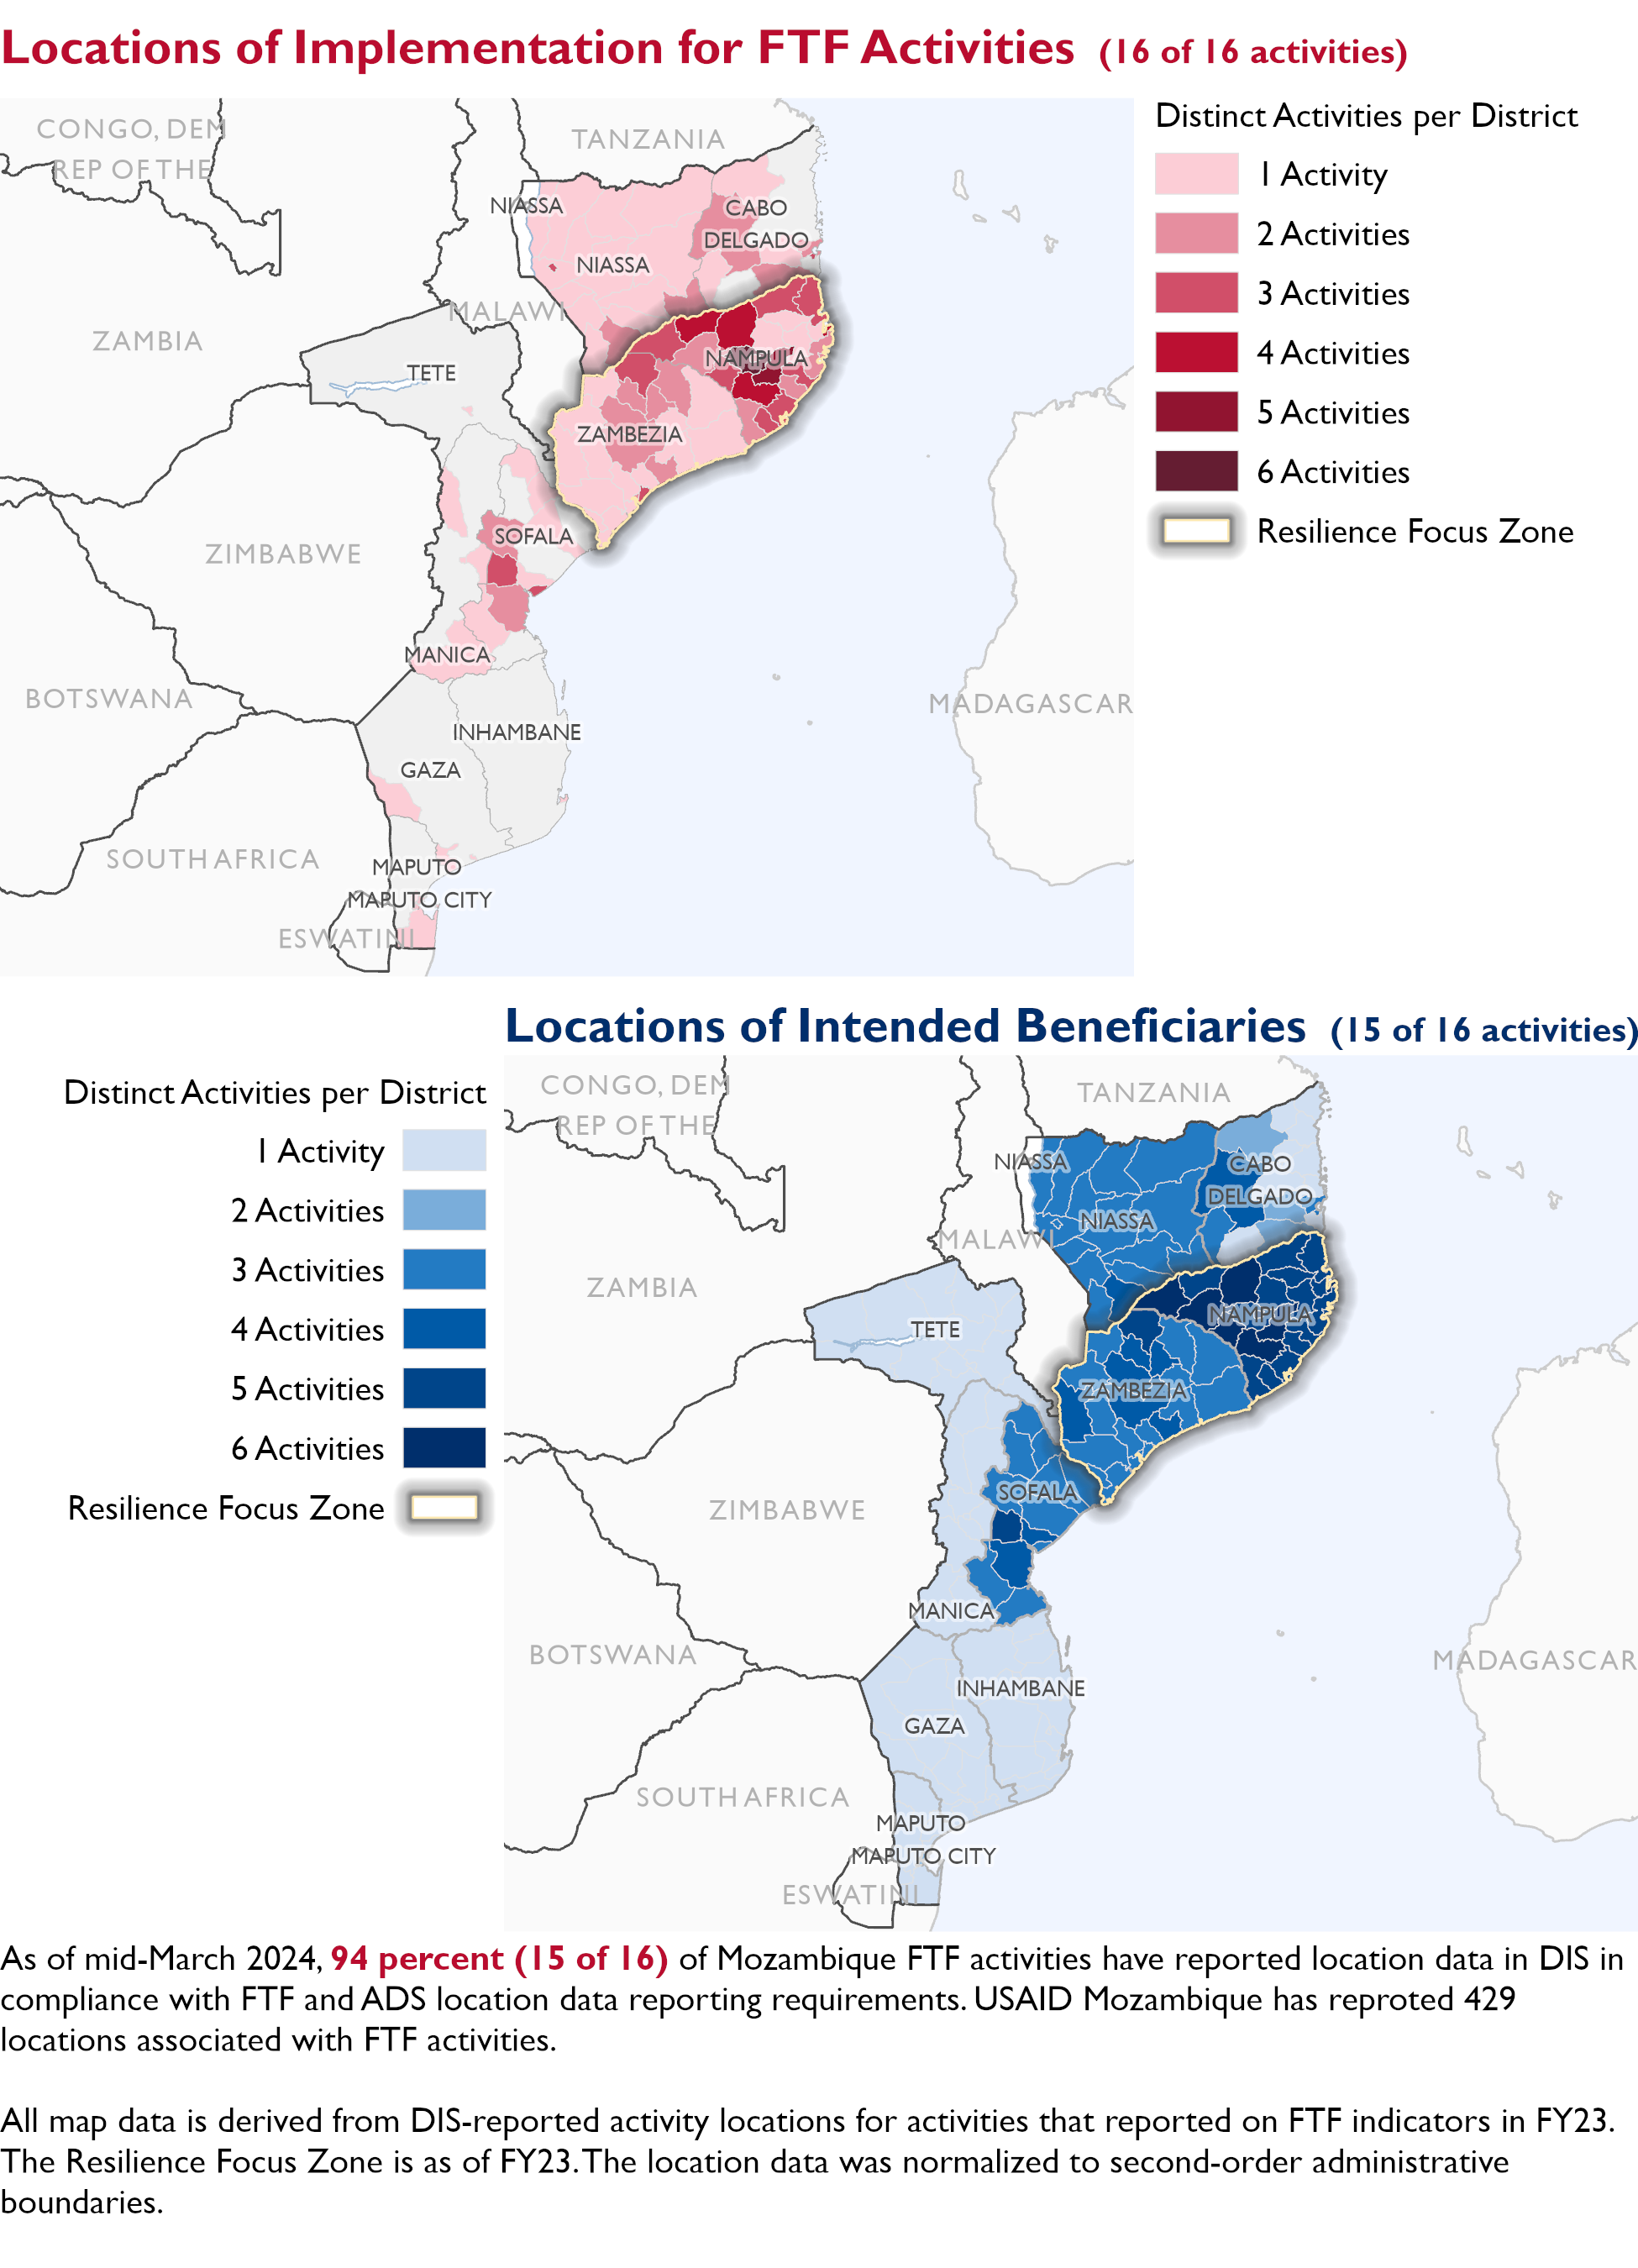 Locations of Implementation for FTF Activities (16 of 16 activities)
CONGO, DEM
REP OF THE
TANZANIA
NIASSA
CABO
DELGADO
NIASSA
MALAWI
ZAMBIA
NAMPULA
TETE
ZAMBEZIA
SOFALA
ZIMBABWE
MANICA
BOTSWANA
MADAGASCAR
INHAMBANE
GAZA
SOUTH AFRICA
MAPUTO
MAPUTO CITY
ESWATINI
Distinct Activities per District
1 Activity
2 Activities
3 Activities
4 Activities
5 Activities
6 Activities
Resilience Focus Zone
Locations of Intended Beneficiaries (15 of 16 activities)
Distinct Activities per District
1 Activity
2 Activities
3 Activities
4 Activities
5 Activities
6 Activities
Resilience Focus Zone
CONGO, DEM
REP OF THE
TANZANIA
NIASSA
CABO
DELGADO
NIASSA
MALAWI
ZAMBIA
NAMPULA
TETE
ZAMBEZIA
SOFALA
ZIMBABWE
MANICA
BOTSWANA
MADAGASCAR
INHAMBANE
GAZA
SOUTH AFRICA
MAPUTO
MAPUTO CITY
ESWATINI
As of mid-March 2024, 94 percent (15 of 16) of Mozambique FTF activities have reported location data in DIS in
compliance with FTF and ADS location data reporting requirements. USAID Mozambique has reproted 429
locations associated with FTF activities.
All map data is derived from DIS-reported activity locations for activities that reported on FTF indicators in FY23.
The Resilience Focus Zone is as of FY23. The location data was normalized to second-order administrative
boundaries.